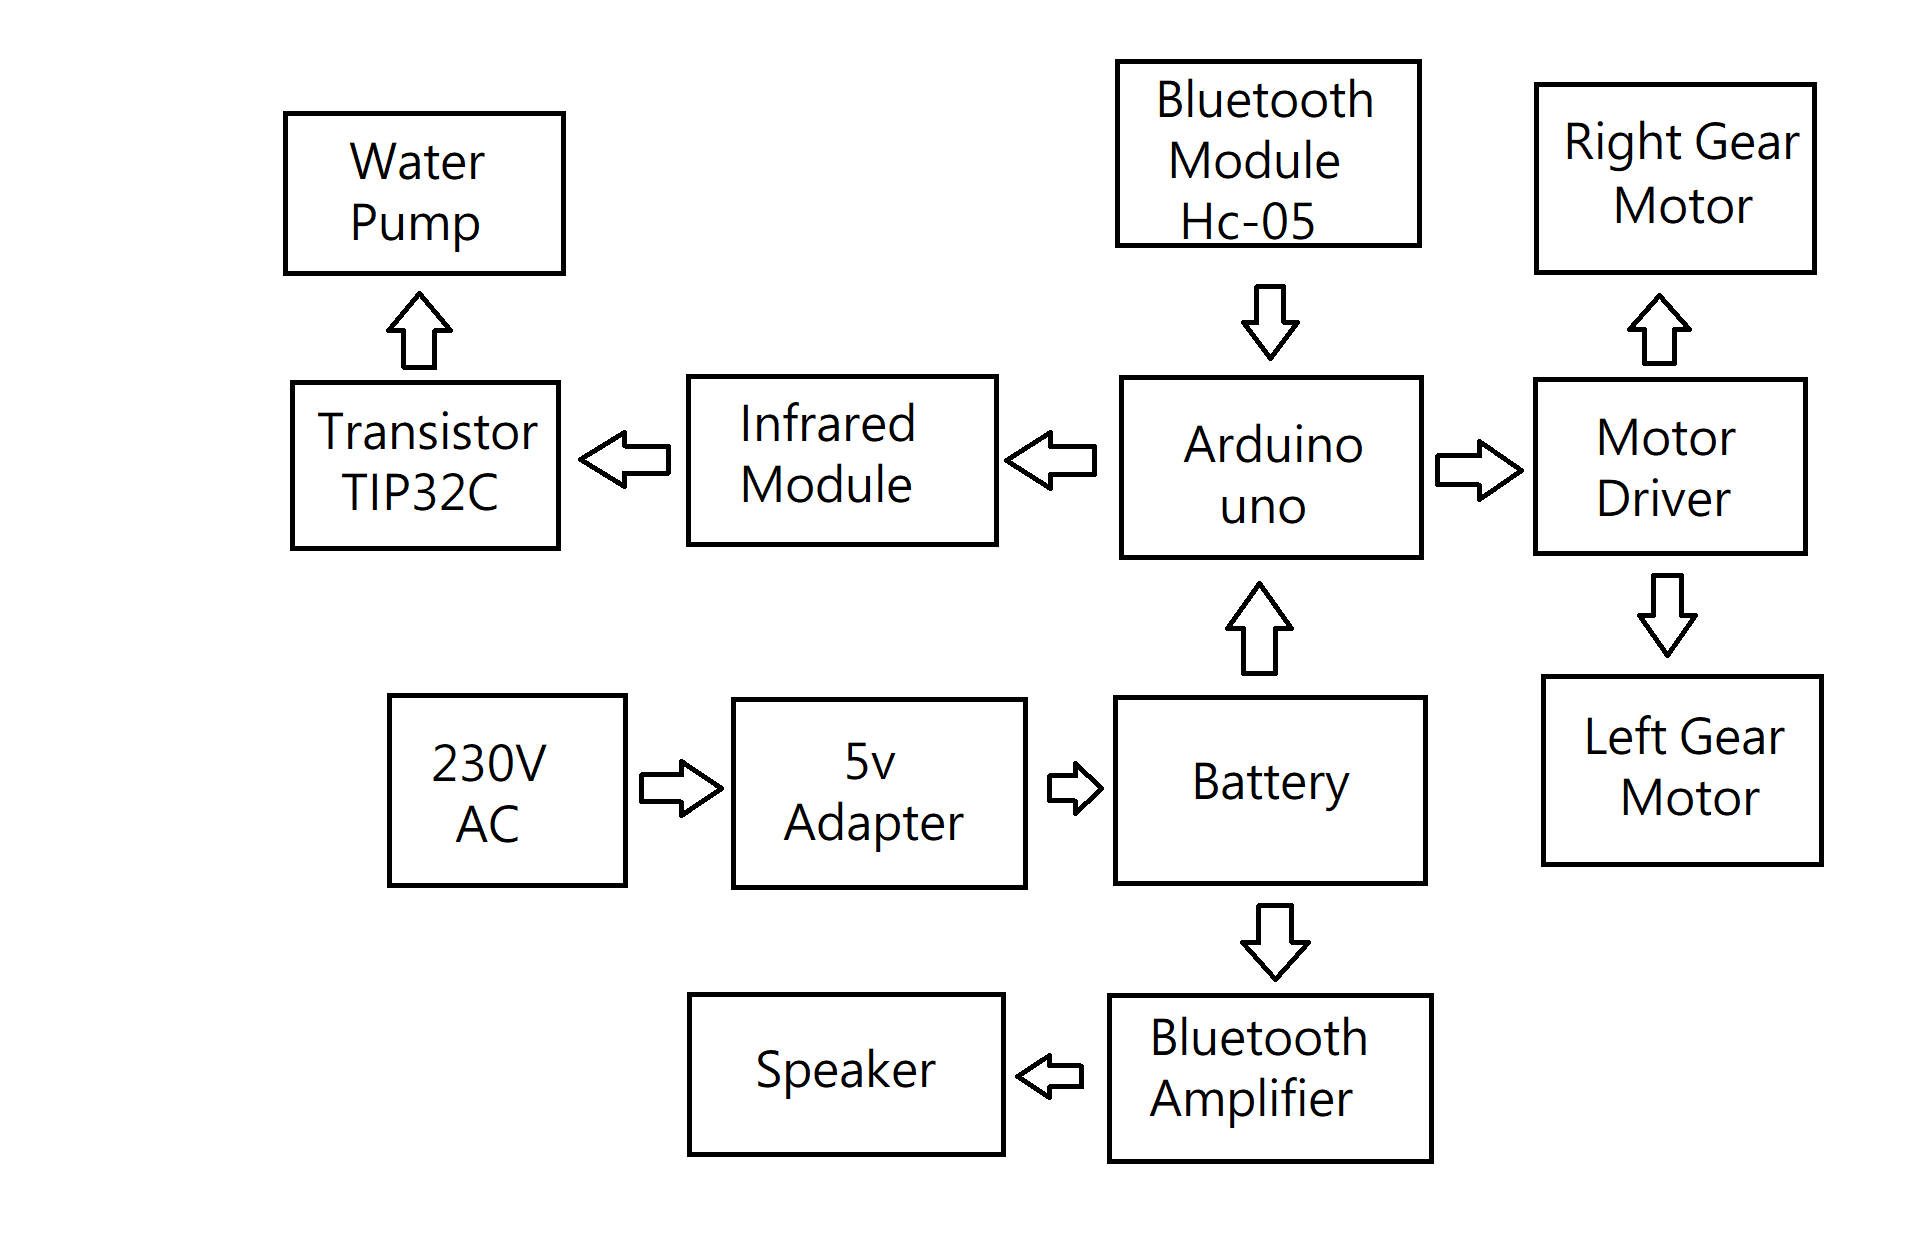 Bluetooth
Module
Hc-05
Right Gear
Motor
Water
Pump
Transistor
TIP32C
Infrared
Module
Arduino
uno
Motor
Driver
230V
AC
5v
Adapter
Battery
Left Gear
Motor
Speaker
Bluetooth
Amplifier